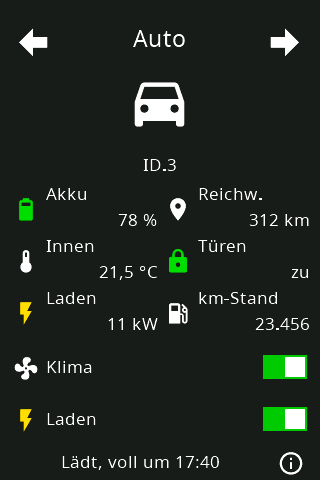 Auto
ID.3
Akku
78 %
Reichw.
312 km
Innen
21,5 °C
Türen
zu
Laden
11 kW
km-Stand
23.456
Klima
Laden
Lädt, voll um 17:40